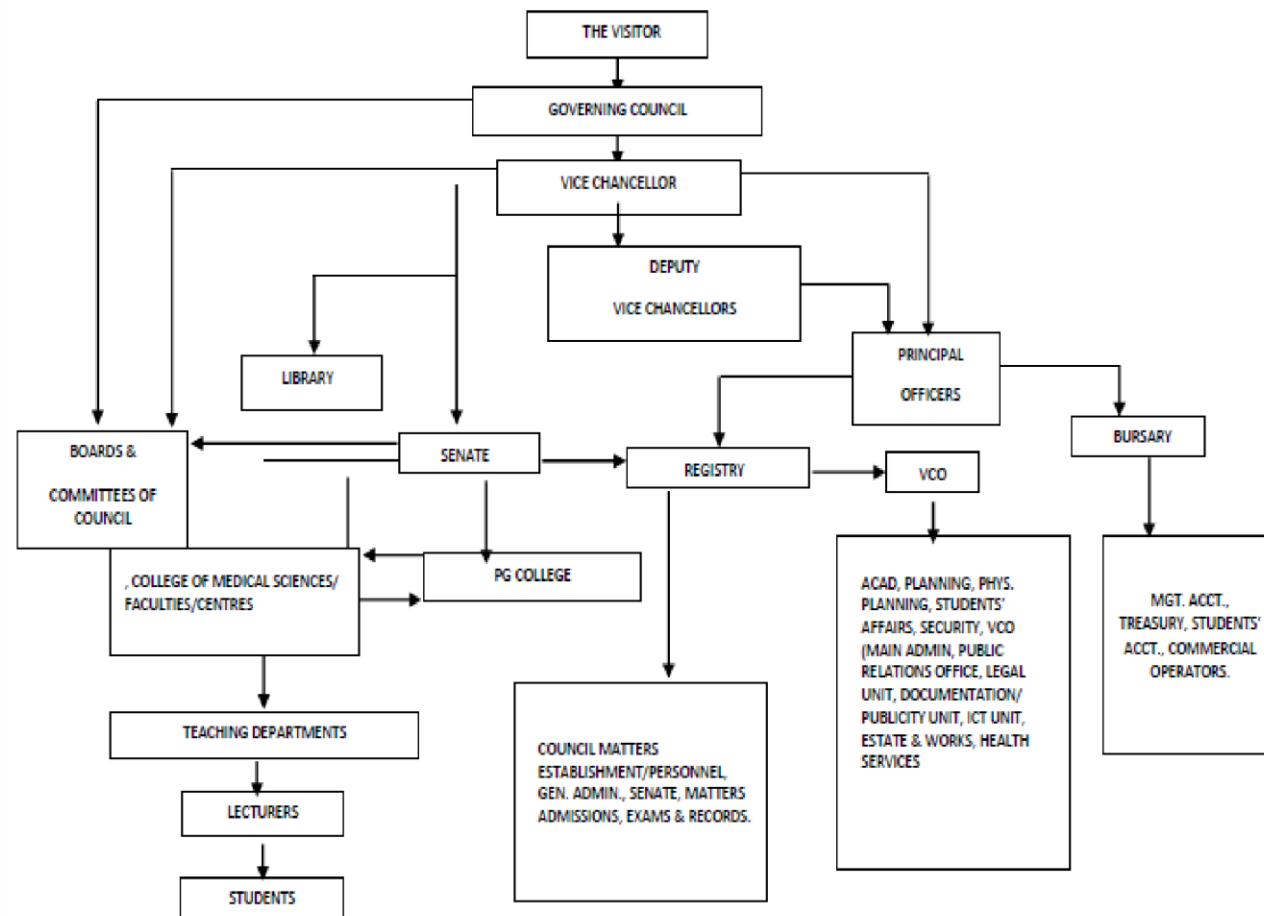 THE VISITOR
GOVERNING COUNCIL
VICE CHANCELLOR
DEPUTY
VICE CHANCELLORS
PRINCIPAL
OFFICERS
LIBRARY
BURSARY
BOARDS &
COMMITTEES OF
COUNCIL
SENATE
REGISTRY
VCO
, COLLEGE OF MEDICAL SCIENCES/
FACULTIES/CENTRES
PG COLLEGE
ACAD, PLANNING, PHYS.
PLANNING, STUDENTS'
AFFAIRS, SECURITY, VCO
(MAIN ADMIN, PUBLIC
RELATIONS OFFICE, LEGAL
UNIT, DOCUMENTATION/
PUBLICITY UNIT, ICT UNIT,
ESTATE & WORKS, HEALTH
SERVICES
MGT. ACCT.,
TREASURY, STUDENTS'
ACCT., COMMERCIAL
OPERATORS.
TEACHING DEPARTMENTS
COUNCIL MATTERS
ESTABLISHMENT/PERSONNEL,
GEN. ADMIN., SENATE, MATTERS
ADMISSIONS, EXAMS & RECORDS.
LECTURERS
STUDENTS